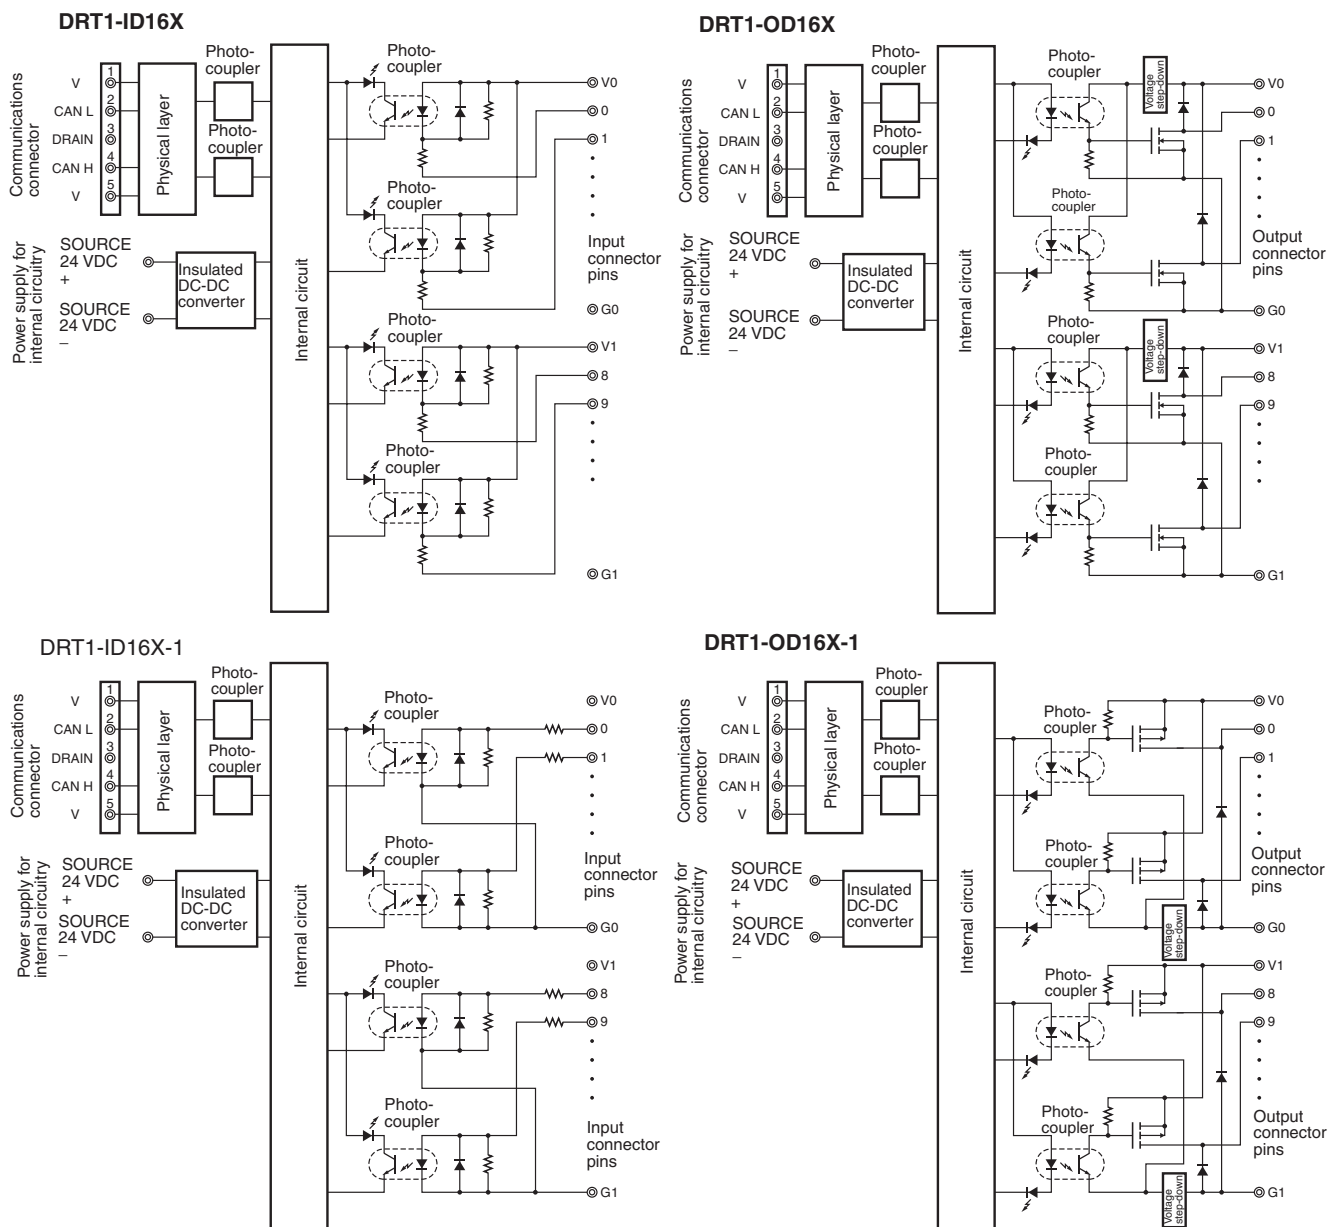 DRT1-ID16X
Communications
connector
1
V
2
CAN L
3
DRAIN
4
CAN H
5
V
Physical layer
Photo-
coupler
Photo-
coupler
Power supply for
internal circuitry
SOURCE
24 VDC
+
SOURCE
24 VDC
–
Insulated
DC-DC
converter
Internal circuit
Photo-
coupler
Photo-
coupler
Photo-
coupler
Photo-
coupler
V0
0
1
Input
connector
pins
G0
V1
8
9
G1
DRT1-OD16X
Communications
connector
1
V
2
CAN L
3
DRAIN
4
CAN H
5
V
Physical layer
Photo-
coupler
Photo-
coupler
Power supply for
internal circuitry
SOURCE
24 VDC
+
SOURCE
24 VDC
–
Insulated
DC-DC
converter
Internal circuit
Photo-
coupler
Photo-
coupler
Photo-
coupler
Photo-
coupler
Voltage
step-down
Voltage
step-down
V0
0
1
Output
connector
pins
G0
V1
8
9
G1
DRT1-ID16X-1
Communications
connector
1
V
2
CAN L
3
DRAIN
4
CAN H
5
V
Physical layer
Photo-
coupler
Photo-
coupler
Power supply for
internal circuitry
SOURCE
24 VDC
+
SOURCE
24 VDC
–
Insulated
DC-DC
converter
Internal circuit
Photo-
coupler
Photo-
coupler
Photo-
coupler
Photo-
coupler
V0
0
1
Input
connector
pins
G0
V1
8
9
Input
connector
pins
G1
DRT1-OD16X-1
Communications
connector
1
V
2
CAN L
3
DRAIN
4
CAN H
5
V
Physical layer
Photo-
coupler
Photo-
coupler
Power supply for
internal circuitry
SOURCE
24 VDC
+
SOURCE
24 VDC
–
Insulated
DC-DC
converter
Internal circuit
Photo-
coupler
Photo-
coupler
Photo-
coupler
Photo-
coupler
Voltage
step-down
Voltage
step-down
V0
0
1
Output
connector
pins
G0
V1
8
9
Output
connector
pins
G1